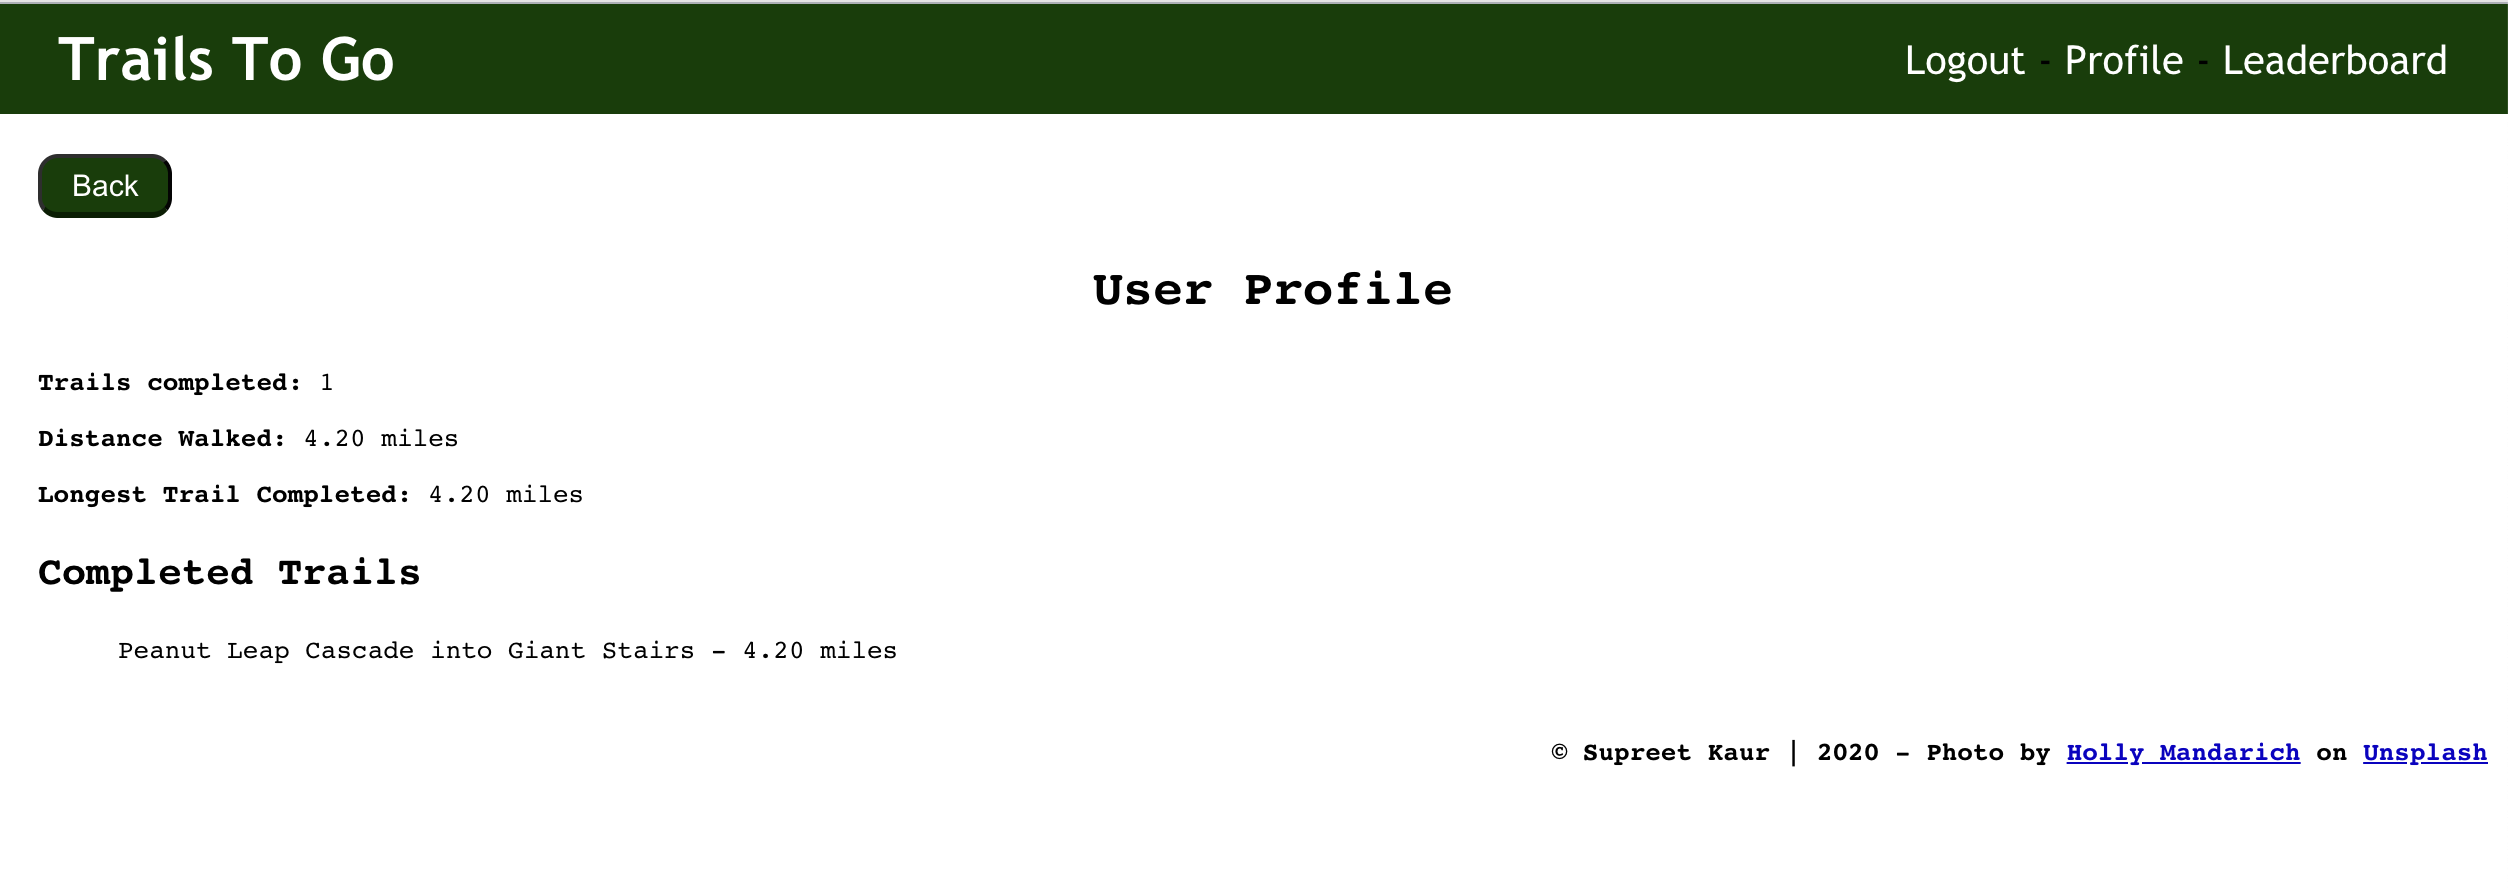 Trails To Go
Logout - Profile - Leaderboard
Back
User Profile
Trails completed: 1
Distance Walked: 4.20 miles
Longest Trail Completed: 4.20 miles
Completed Trails
Peanut Leap Cascade into Giant Stairs - 4.20 miles
© Supreet Kaur | 2020 - Photo by Holly Mandarich on Unsplash